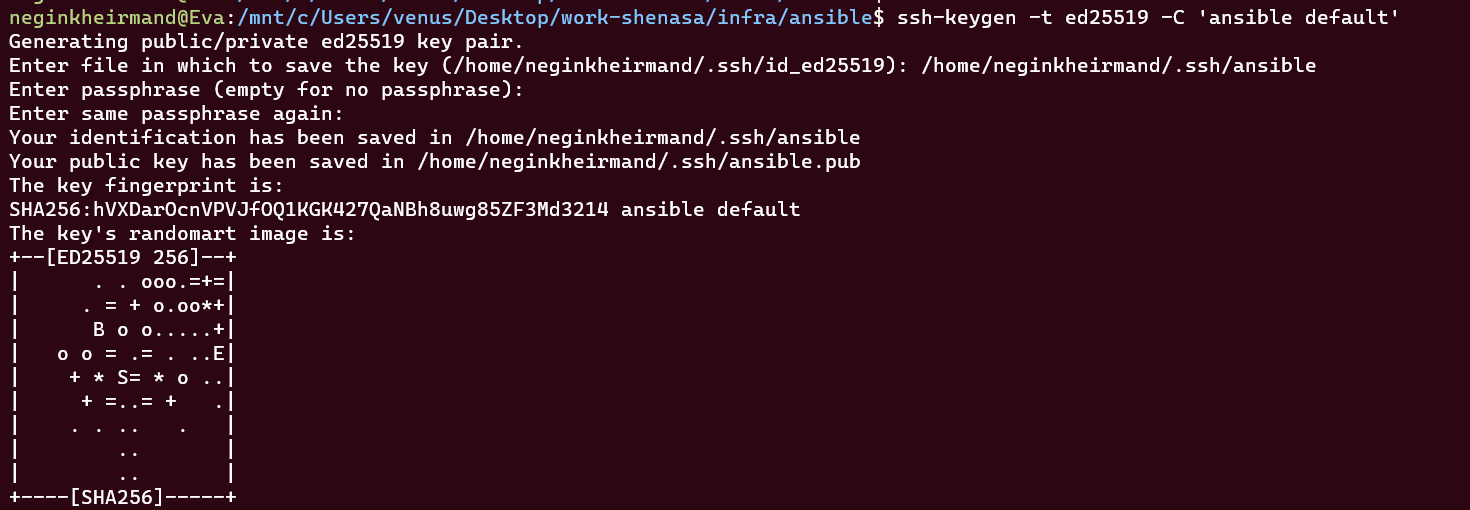 neginkheirmand@Eva:/mnt/c/Users/venus/Desktop/work-shenasa/infra/ansible$ ssh-keygen -t ed25519 -C 'ansible default'
Generating public/private ed25519 key pair.
Enter file in which to save the key (/home/neginkheirmand/.ssh/id_ed25519): /home/neginkheirmand/.ssh/ansible
Enter passphrase (empty for no passphrase):
Enter same passphrase again:
Your identification has been saved in /home/neginkheirmand/.ssh/ansible
Your public key has been saved in /home/neginkheirmand/.ssh/ansible.pub
The key fingerprint is:
SHA256:hVXDarOcnVPVJfOQ1KGK427QaNBh8uwg85ZF3Md3214 ansible default
The key's randomart image is:
+--[ED25519 256]--+
|      . . ooo.=+=|
|     . = + o.oo*+|
|      B o o.....+|
|   o o = .= . ..E|
|    + * S= * o ..|
|     + =..= +   .|
|    . . ..   .   |
|        ..       |
|        ..       |
+----[SHA256]-----+